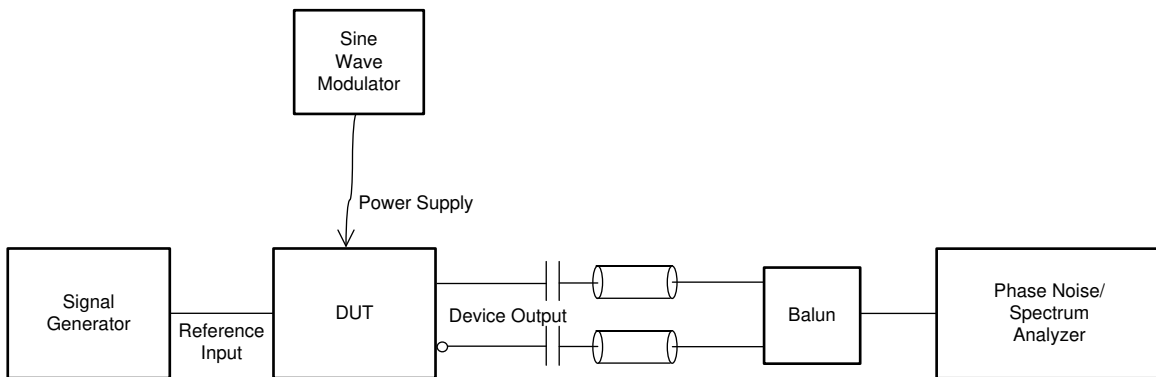 Sine
Wave
Modulator
Power Supply
Signal
Generator
Reference
Input
DUT
Device Output
Balun
Phase Noise/
Spectrum
Analyzer